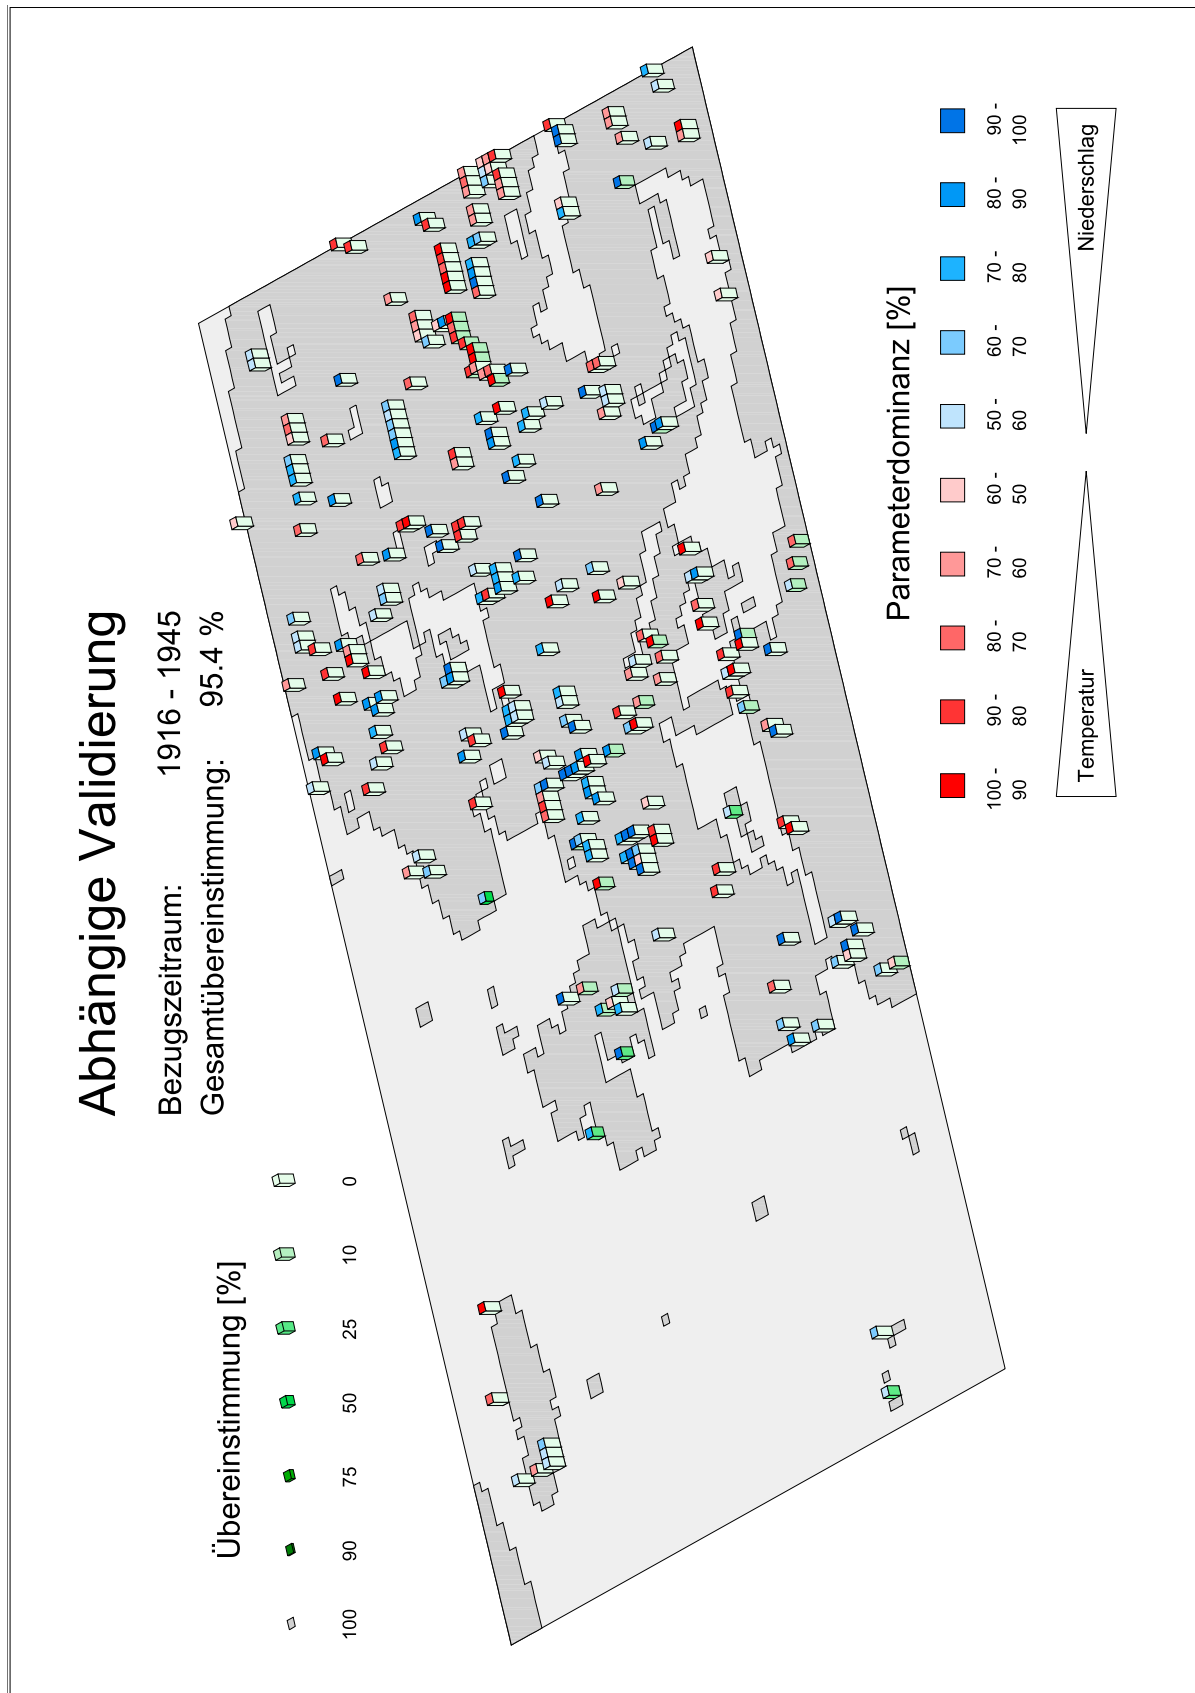 Abhängige Validierung
Bezugszeitraum: 1916 - 1945
Gesamtübereinstimmung: 95.4 %
Übereinstimmung [%]
100 90 75 50 25 10 0
Parameterdominanz [%]
100 - 90 - 80 - 70 - 60 - 50 - 60 - 70 - 80 - 90 -
90 80 70 60 50 60 70 80 90 100
Temperatur Niederschlag